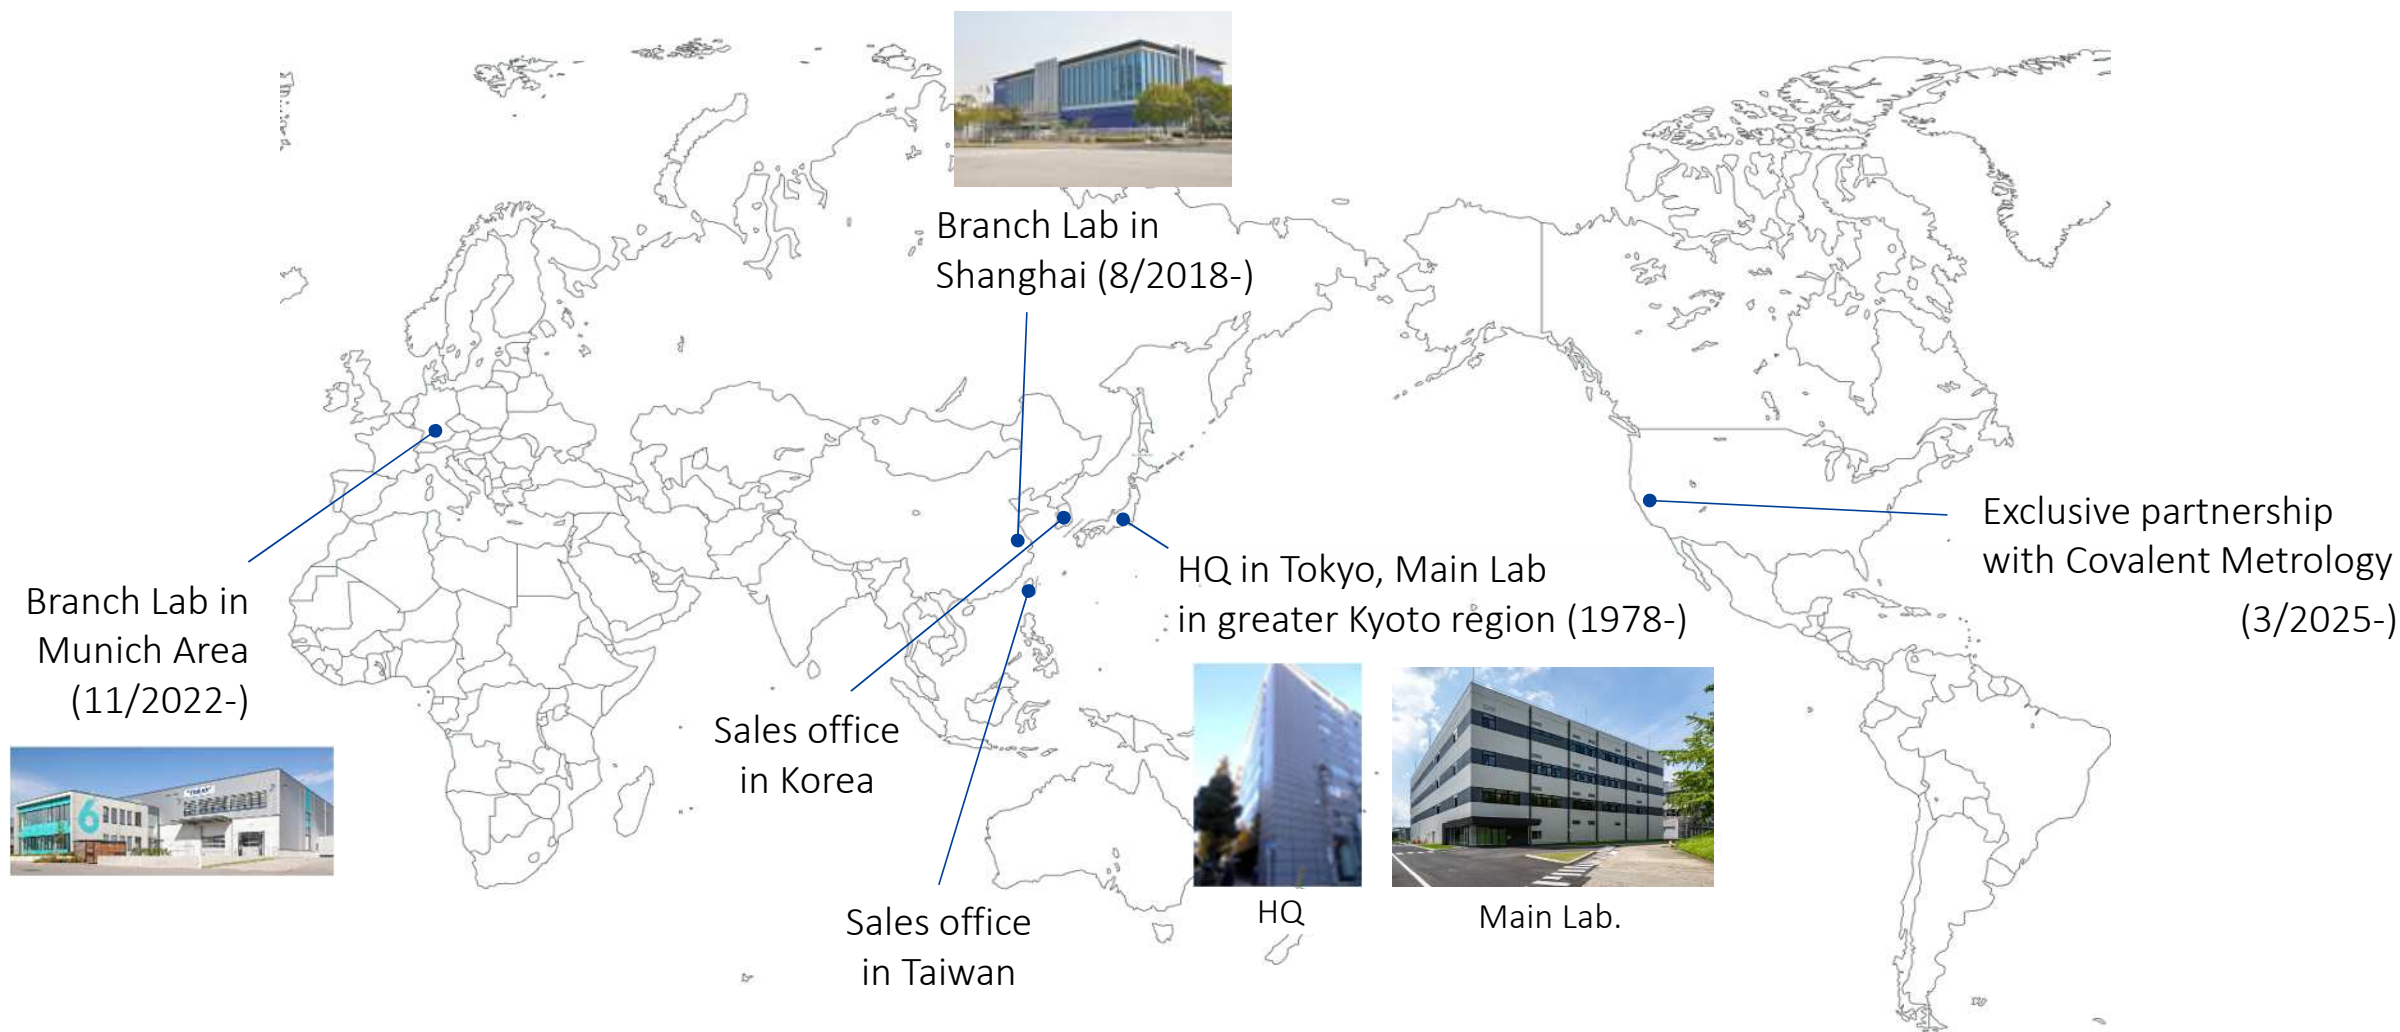 Branch Lab in
Shanghai (8/2018-)
Exclusive partnership
with Covalent Metrology
(3/2025-)
HQ in Tokyo, Main Lab
in greater Kyoto region (1978-)
Branch Lab in
Munich Area
(11/2022-)
Sales office
in Korea
6
HQ
Main Lab.
Sales office
in Taiwan